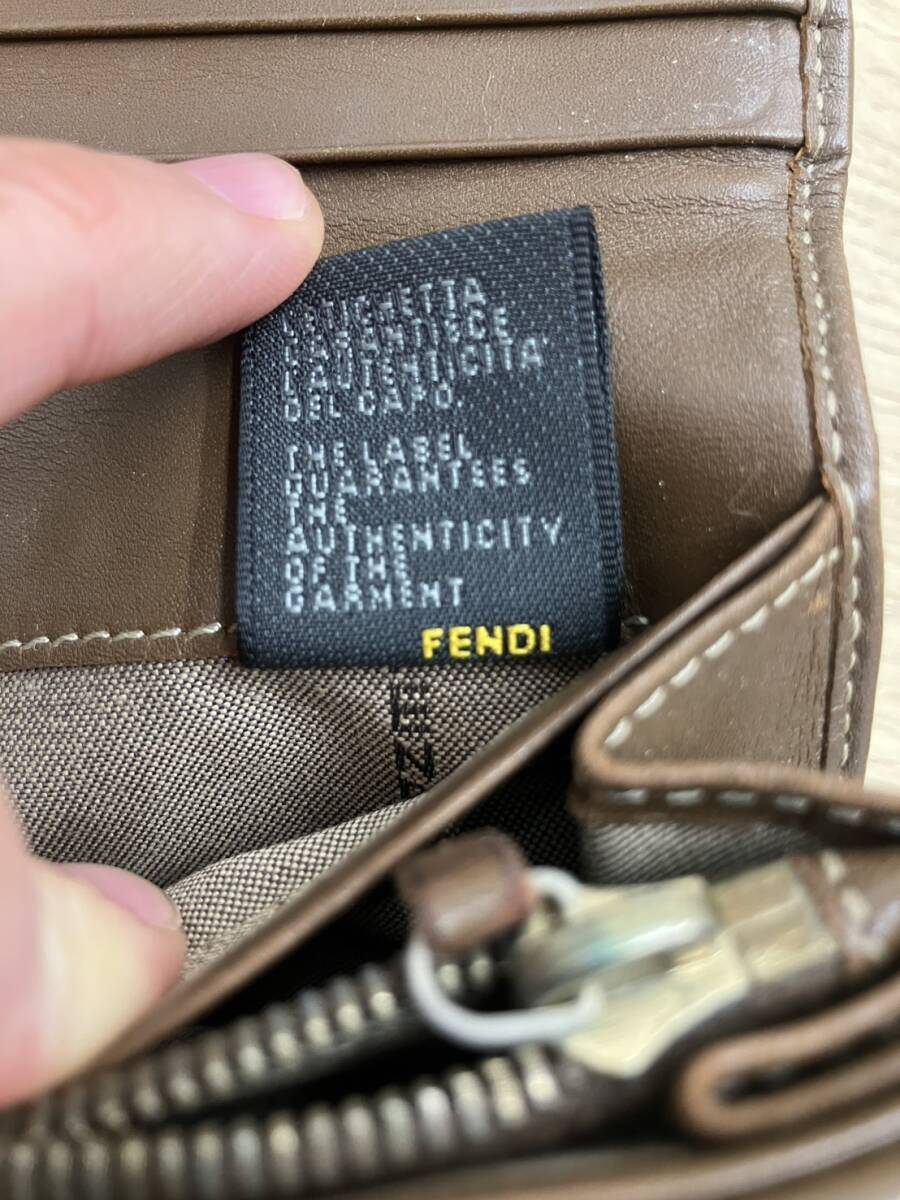 L'ETICHETTA
GARANTISCE
L'AUTENTICITA'
DEL CAPO.
THE LABEL
GUARANTEES
THE
AUTHENTICITY
OF THE
GARMENT
FENDI